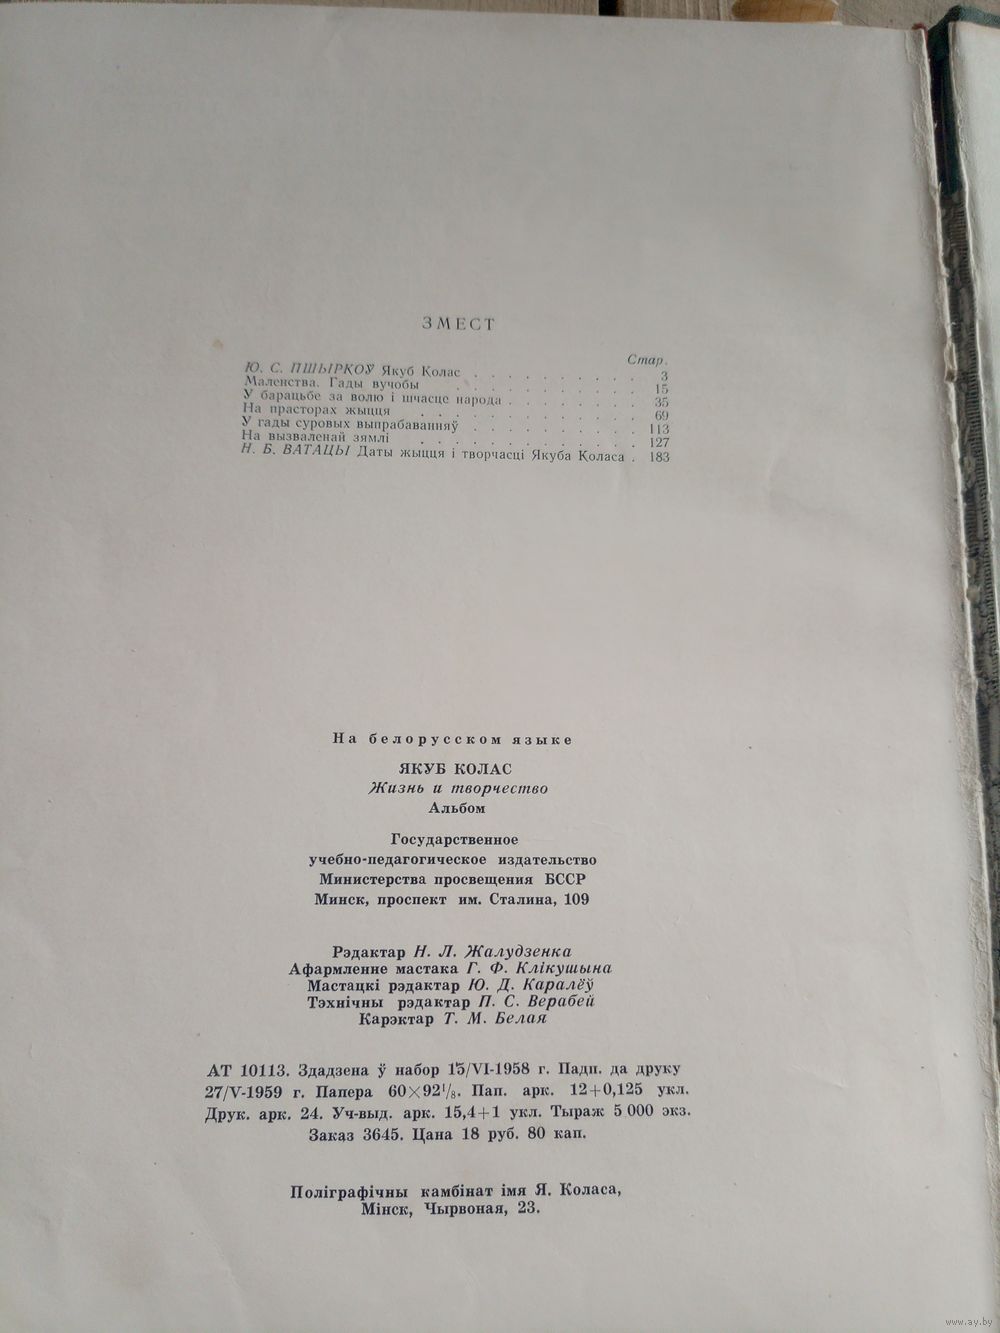 ЗМЕСТ
Стар.
Ю. С. ПШЫРКОЎ Якуб Колас . . . . . . . . . 3
Маленства. Гады вучобы . . . . . . . . . 15
У барацьбе за волю і шчасце народа . . . . . . . 35
На прасторах жыцця . . . . . . . . . . 69
У гады суровых выпрабаванняў . . . . . . . . 113
На вызваленай зямлі . . . . . . . . . . 127
Н. Б. ВАТАЦЫ Даты жыцця і творчасці Якуба Коласа . 183
На белорусском языке
ЯКУБ КОЛАС
Жизнь и творчество
Альбом
Государственное
учебно-педагогическое издательство
Министерства просвещения БССР
Минск, проспект им. Сталина, 109
Рэдактар Н. Л. Жалудзенка
Афармленне мастака Г. Ф. Клікушына
Мастацкі рэдактар Ю. Д. Каралёў
Тэхнічны рэдактар П. С. Верабей
Карэктар Т. М. Белая
АТ 10113. Здадзена ў набор 15/VI-1958 г. Падп. да друку
27/V-1959 г. Папера 60×92¹/₈. Пап. арк. 12+0,125 укл.
Друк. арк. 24. Уч-выд. арк. 15,4+1 укл. Тыраж 5 000 экз.
Заказ 3645. Цана 18 руб. 80 кап.
Поліграфічны камбінат імя Я. Коласа,
Мінск, Чырвоная, 23.
www.ay.by